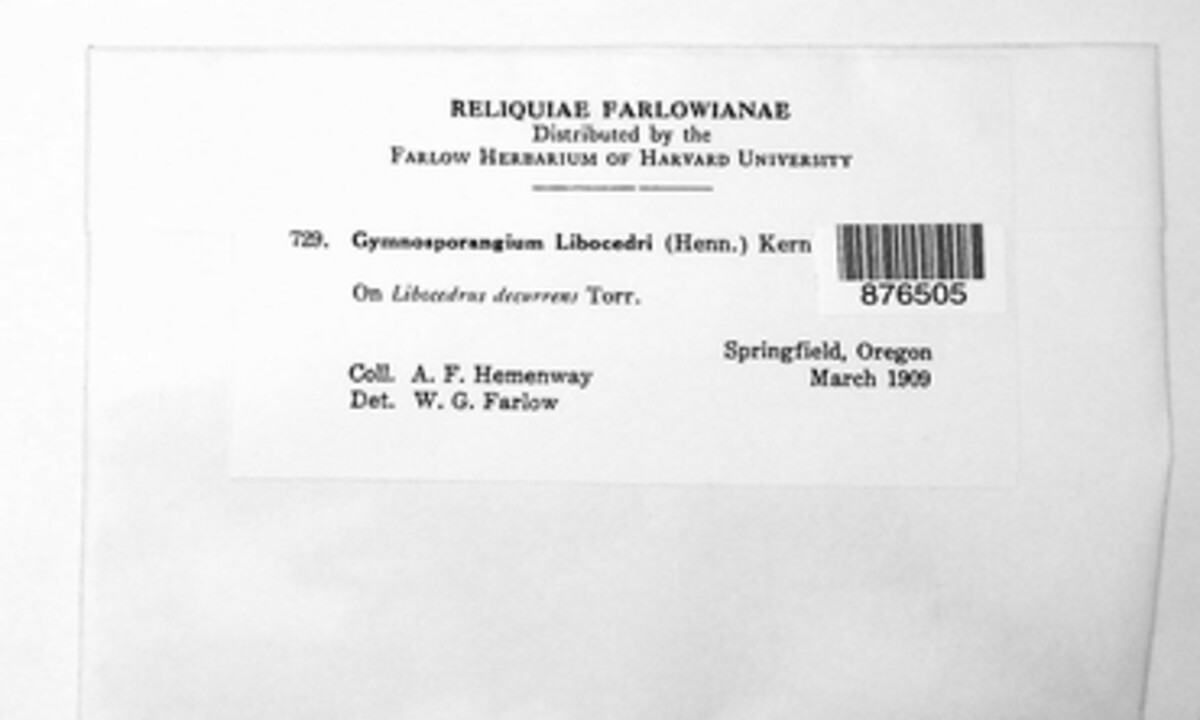 RELIQUIAE FARLOWIANAE
Distributed by the
FARLOW HERBARIUM OF HARVARD UNIVERSITY
729. Gymnosporangium Libocedri (Henn.) Kern
876505
On Libocedrus decurrens Torr.
Springfield, Oregon
March 1909
Coll. A. F. Hemenway
Det. W. G. Farlow